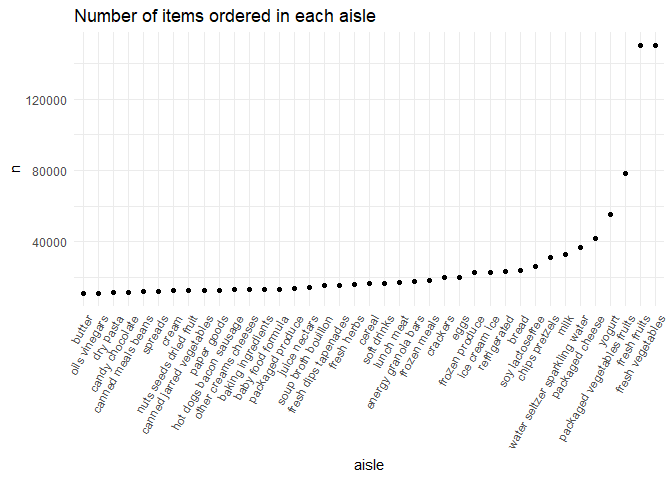 Number of items ordered in each aisle
n
120000
80000
40000
butter
oils vinegars
dry pasta
candy chocolate
canned meals beans
spreads
cream
nuts seeds dried fruit
canned jarred vegetables
paper goods
hot dogs bacon sausage
other creams cheeses
baking ingredients
baby food formula
packaged produce
juice nectars
soup broth bouillon
fresh dips tapenades
fresh herbs
cereal
soft drinks
lunch meat
energy granola bars
frozen meals
crackers
eggs
frozen produce
ice cream ice
refrigerated
bread
soy lactosefree
chips pretzels
milk
water seltzer sparkling water
packaged cheese
yogurt
packaged vegetables fruits
fresh fruits
fresh vegetables
aisle